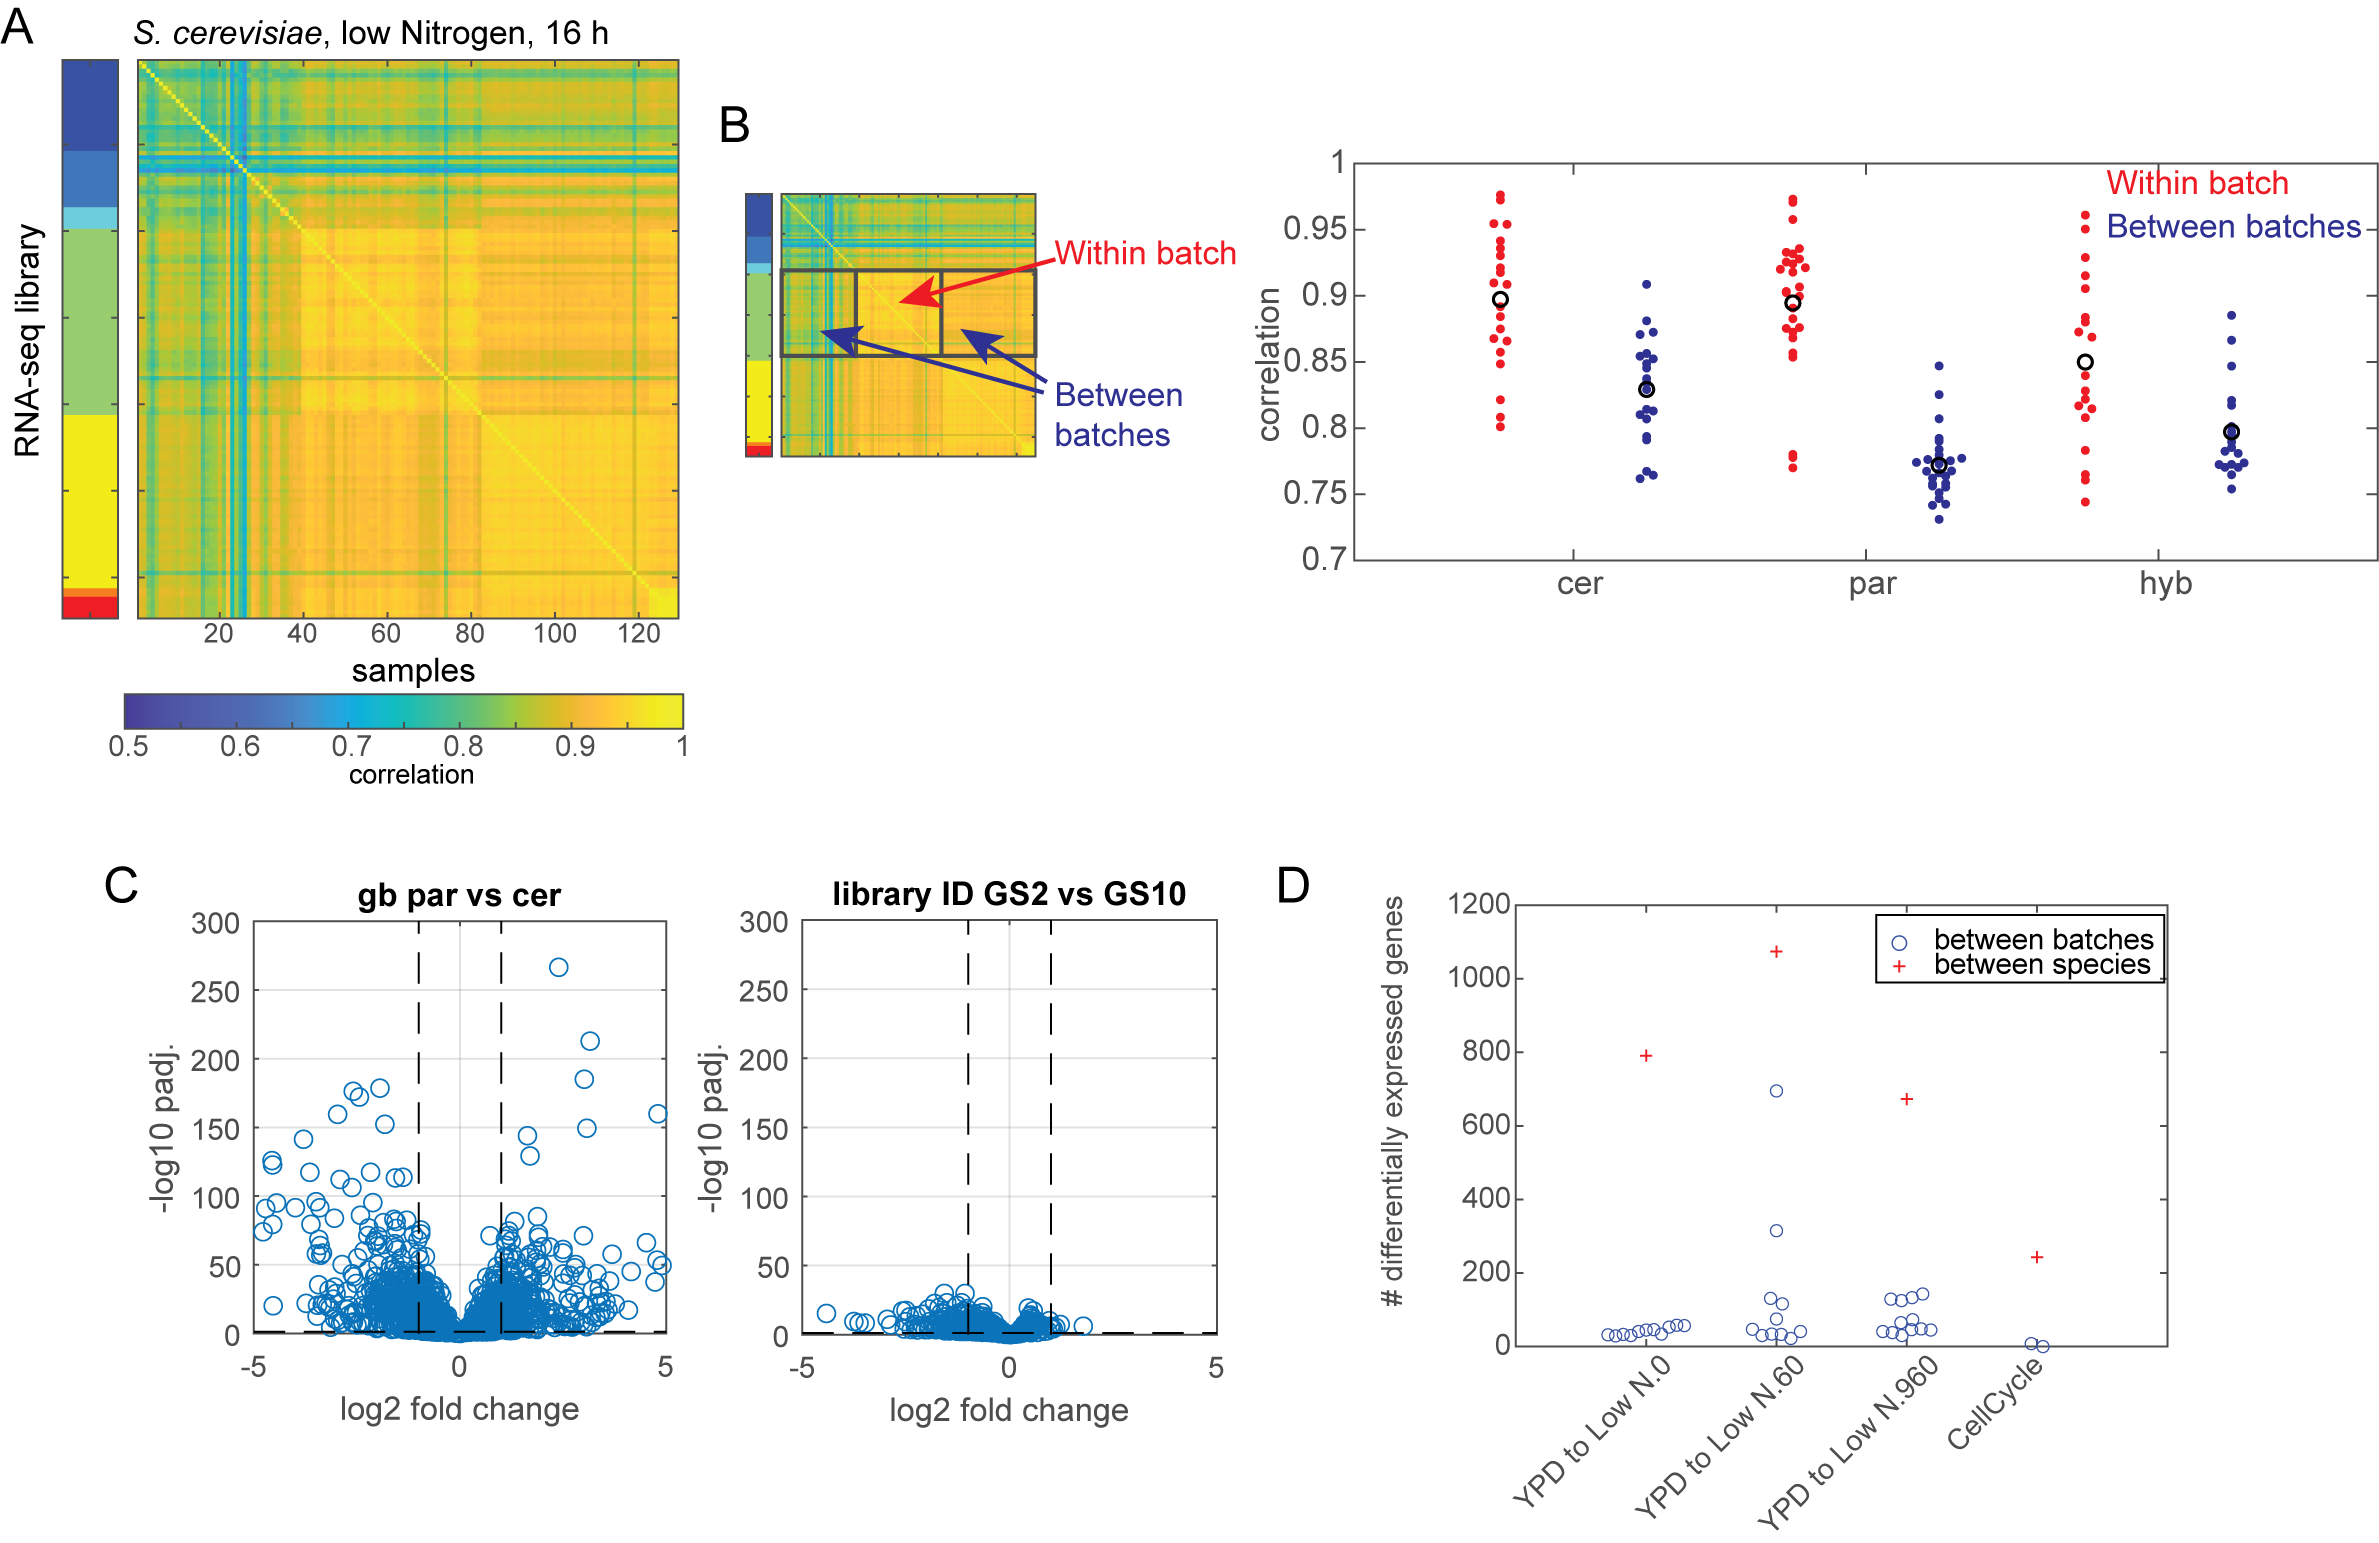 A
S. cerevisiae, low Nitrogen, 16 h
RNA-seq library
20 40 60 80 100 120
samples
0.5 0.6 0.7 0.8 0.9 1
correlation
B
Within batch
Between
batches
correlation
1
0.95
0.9
0.85
0.8
0.75
0.7
Within batch
Between batches
cer par hyb
C
gb par vs cer
-log10 padj.
300
250
200
150
100
50
0
-5 0 5
log2 fold change
library ID GS2 vs GS10
-log10 padj.
300
250
200
150
100
50
0
-5 0 5
log2 fold change
D
# differentially expressed genes
1200
1000
800
600
400
200
0
between batches
between species
YPD to Low N.0
YPD to Low N.60
YPD to Low N.960
CellCycle